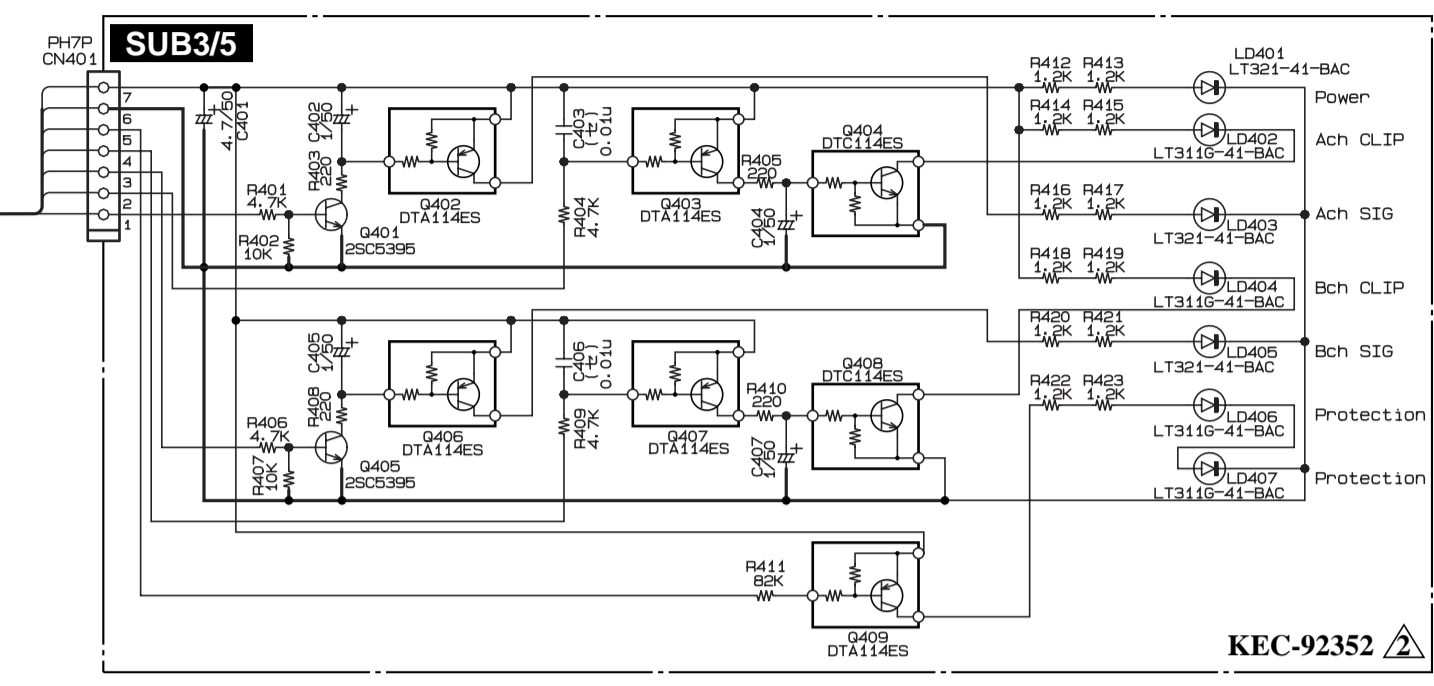 SUB3/5
PH7P
CN401
7
6
5
4
3
2
1
4.7/50
C401
C402
1/50
R403
220
R401
4.7K
R402
10K
Q401
2SC5395
Q402
DTA114ES
C403
(壬)
0.01u
R404
4.7K
Q403
DTA114ES
R405
220
C404
1/50
Q404
DTC114ES
R412 R413
1.2K 1.2K
LD401
LT321-41-BAC
Power
R414 R415
1.2K 1.2K
LD402
LT311G-41-BAC
Ach CLIP
R416 R417
1.2K 1.2K
LD403
LT321-41-BAC
Ach SIG
R418 R419
1.2K 1.2K
LD404
LT311G-41-BAC
Bch CLIP
R420 R421
1.2K 1.2K
LD405
LT321-41-BAC
Bch SIG
R422 R423
1.2K 1.2K
LD406
LT311G-41-BAC
Protection
LD407
LT311G-41-BAC
Protection
C405
1/50
R408
220
R406
4.7K
R407
10K
Q405
2SC5395
Q406
DTA114ES
C406
0.01u
R409
4.7K
Q407
DTA114ES
R410
220
C407
1/50
Q408
DTC114ES
R411
82K
Q409
DTA114ES
KEC-92352 2